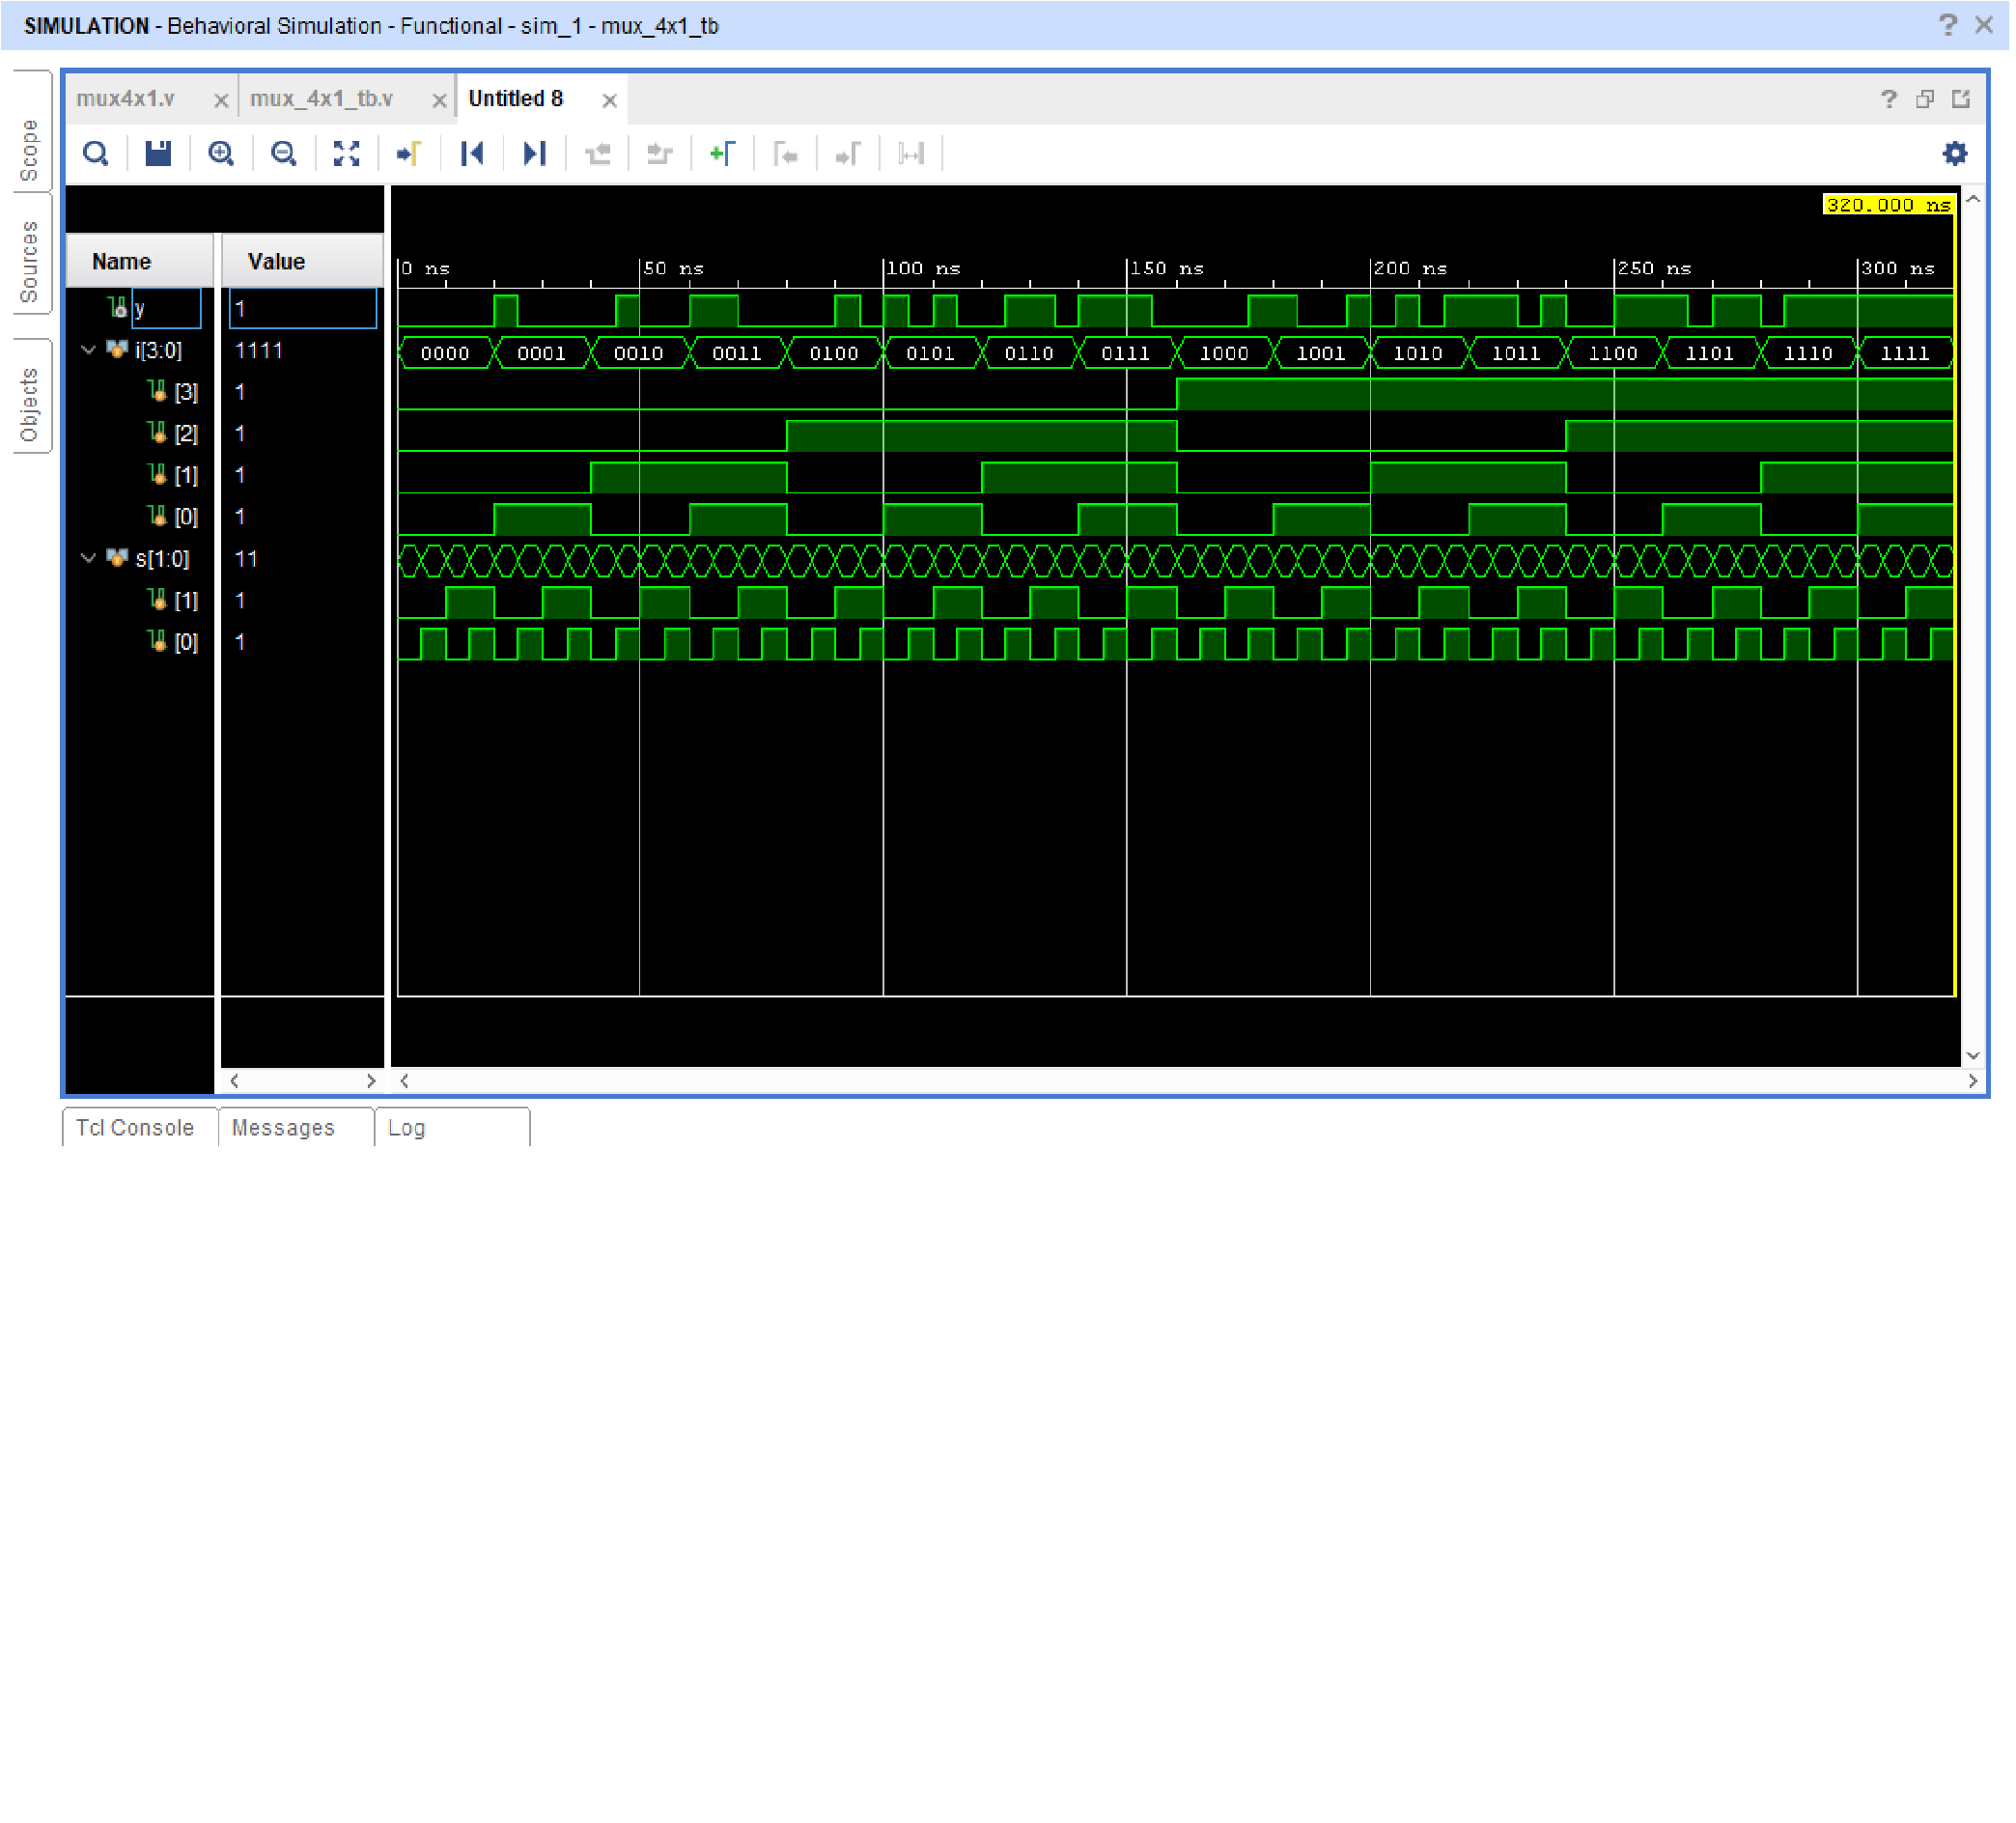 SIMULATION - Behavioral Simulation - Functional - sim_1 - mux_4x1_tb
Scope
Sources
Objects
mux4x1.v mux_4x1_tb.v Untitled 8
320.000 ns
Name Value
0 ns 50 ns 100 ns 150 ns 200 ns 250 ns 300 ns
y 1
i[3:0] 1111 0000 0001 0010 0011 0100 0101 0110 0111 1000 1001 1010 1011 1100 1101 1110 1111
[3] 1
[2] 1
[1] 1
[0] 1
s[1:0] 11
[1] 1
[0] 1
Tcl Console Messages Log